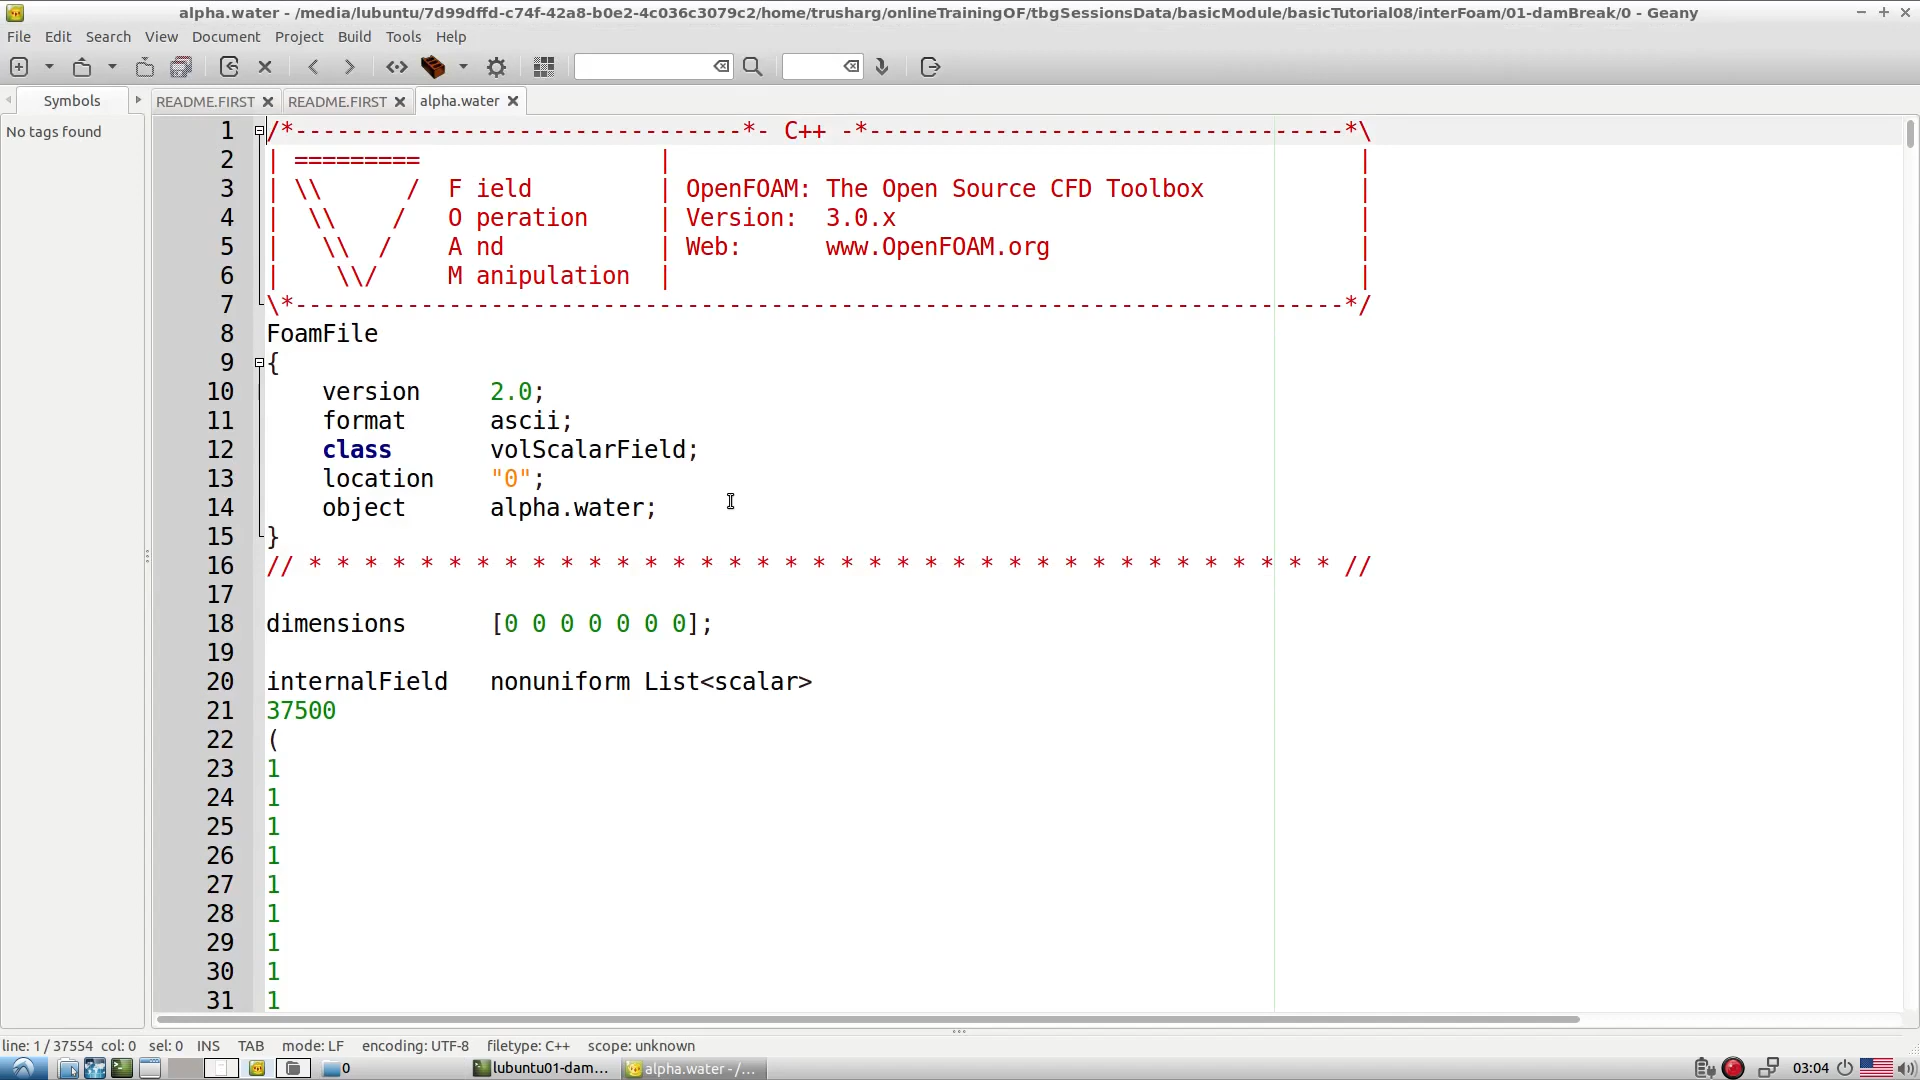 alpha.water - /media/lubuntu/7d99dffd-c74f-42a8-b0e2-4c036c3079c2/home/trusharg/onlineTrainingOF/tbgSessionsData/basicModule/basicTutorial08/interFoam/01-damBreak/0 - Geany
File Edit Search View Document Project Build Tools Help
Symbols README.FIRST README.FIRST alpha.water
No tags found
1 /*--------------------------------*- C++ -*----------------------------------*\
2 | ========= | |
3 | \\ / F ield | OpenFOAM: The Open Source CFD Toolbox |
4 | \\ / O peration | Version: 3.0.x |
5 | \\ / A nd | Web: www.OpenFOAM.org |
6 | \\/ M anipulation | |
7 \*---------------------------------------------------------------------------*/
8 FoamFile
9 {
10 version 2.0;
11 format ascii;
12 class volScalarField;
13 location "0";
14 object alpha.water;
15 }
16 // * * * * * * * * * * * * * * * * * * * * * * * * * * * * * * * * * * * * * //
17
18 dimensions [0 0 0 0 0 0 0];
19
20 internalField nonuniform List<scalar>
21 37500
22 (
23 1
24 1
25 1
26 1
27 1
28 1
29 1
30 1
31 1
line: 1 / 37554 col: 0 sel: 0 INS TAB mode: LF encoding: UTF-8 filetype: C++ scope: unknown
0 lubuntu01-dam... alpha.water - /... 03:04